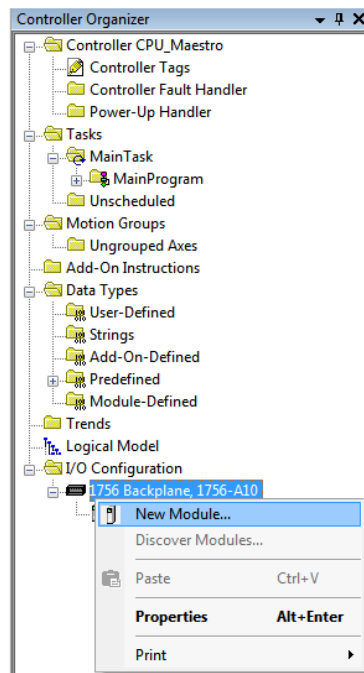 Controller Organizer
Controller CPU_Maestro
Controller Tags
Controller Fault Handler
Power-Up Handler
Tasks
MainTask
MainProgram
Unscheduled
Motion Groups
Ungrouped Axes
Add-On Instructions
Data Types
User-Defined
Strings
Add-On-Defined
Predefined
Module-Defined
Trends
Logical Model
I/O Configuration
1756 Backplane, 1756-A10
New Module...
Discover Modules...
Paste Ctrl+V
Properties Alt+Enter
Print